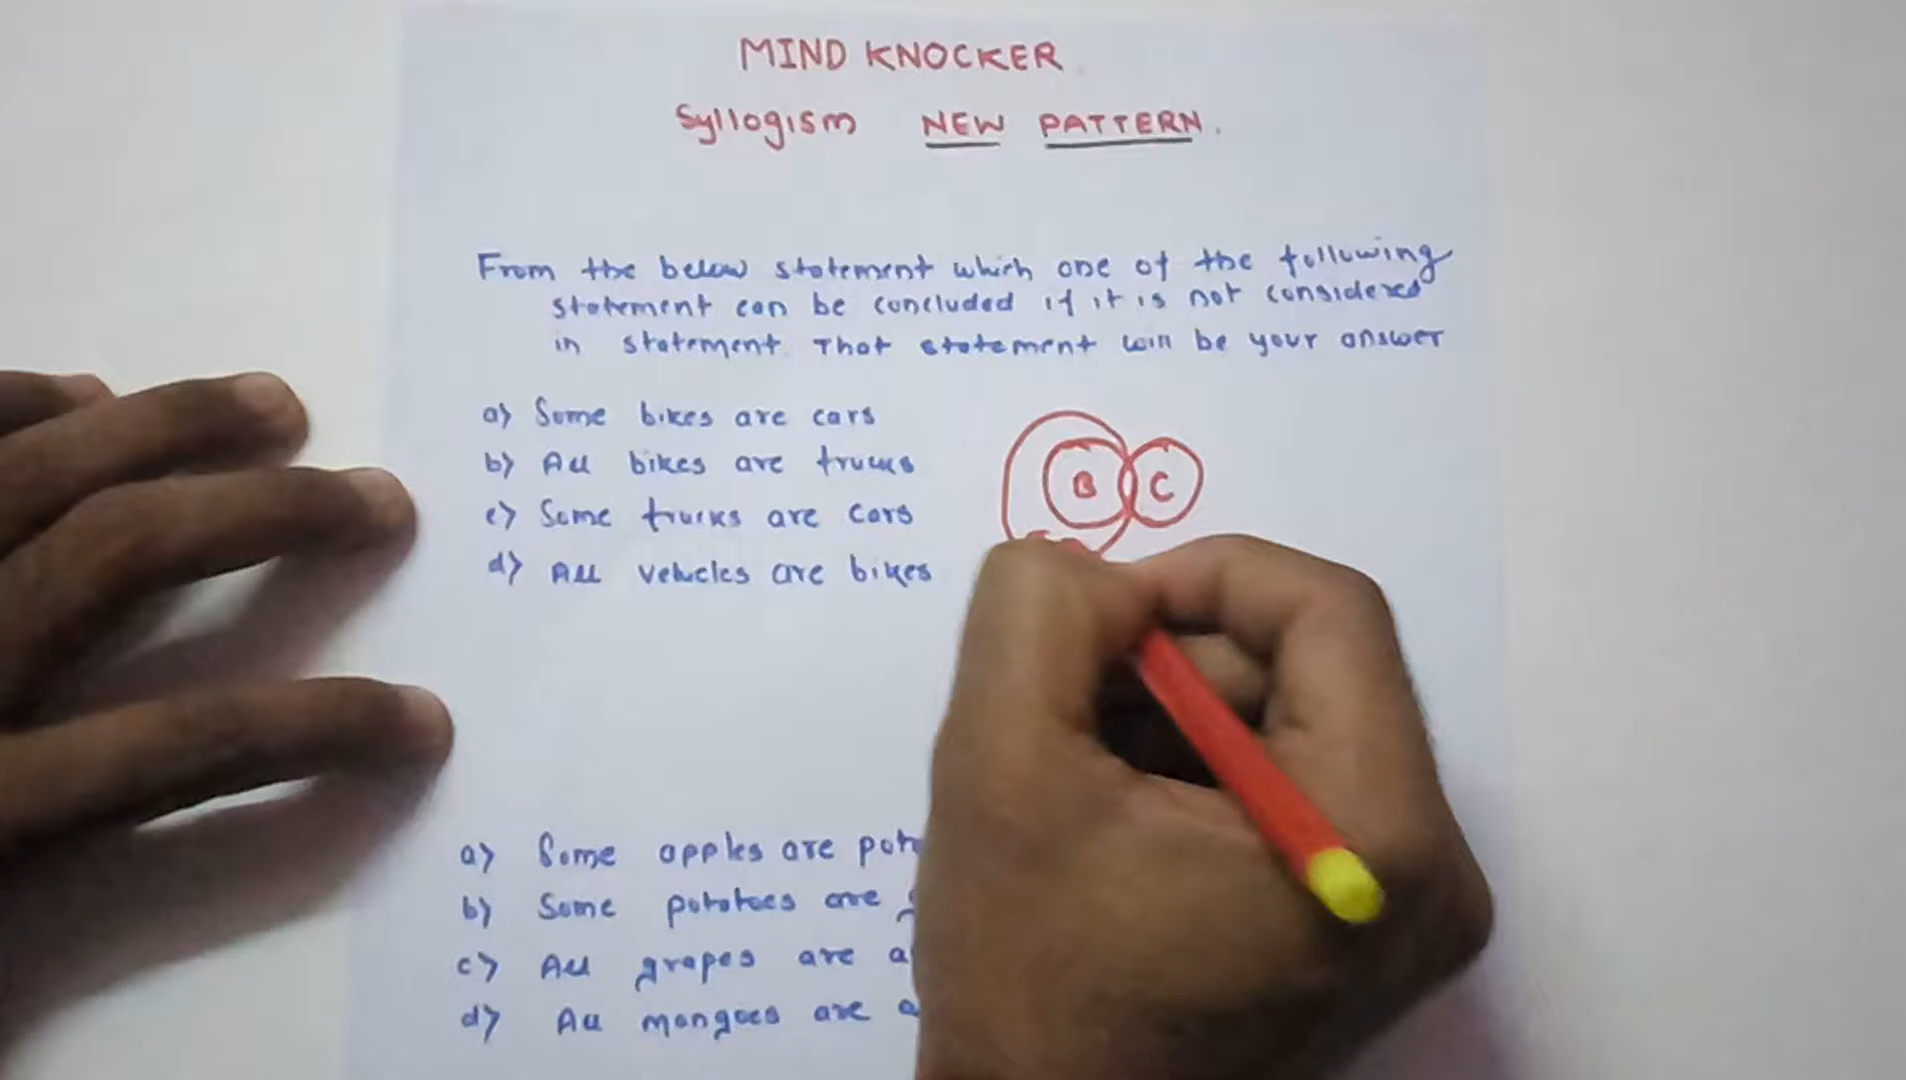 MIND KNOCKER
Syllogism NEW PATTERN.
From the below statement which one of the following
statement can be concluded if it is not considered
in statement. That statement will be your answer
a) Some bikes are cars
b) All bikes are trucks
c) Some trucks are cars
d) All vehicles are bikes
B C
a) Some apples are pot
b) Some potatoes are
c) All grapes are a
d) All mangoes are a